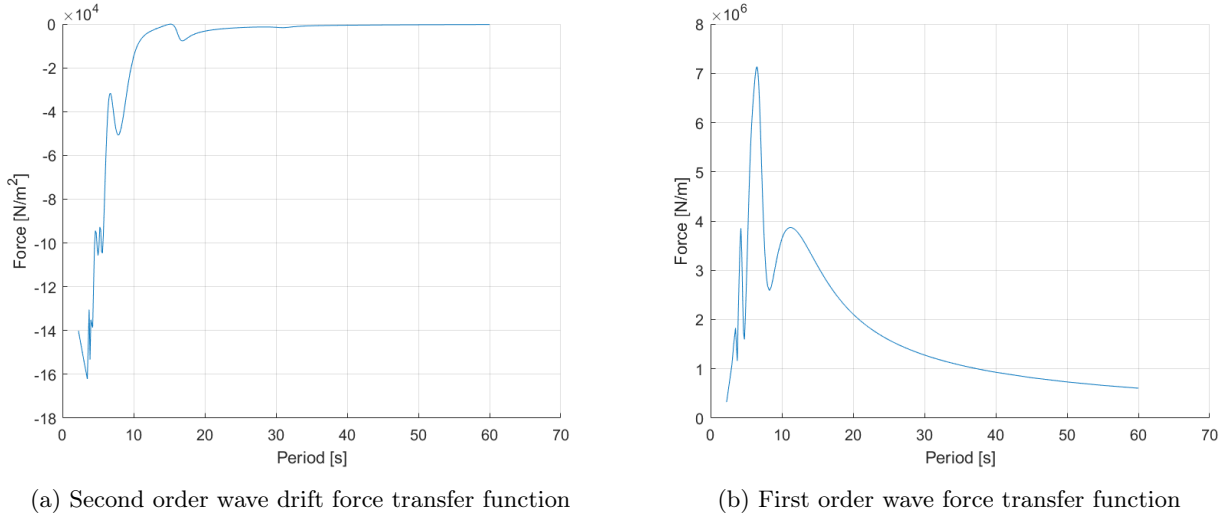 ×10⁴
0
-2
-4
-6
-8
-10
-12
-14
-16
-18
Force [N/m²]
0 10 20 30 40 50 60 70
Period [s]
(a) Second order wave drift force transfer function
×10⁶
8
7
6
5
4
3
2
1
0
Force [N/m]
0 10 20 30 40 50 60 70
Period [s]
(b) First order wave force transfer function